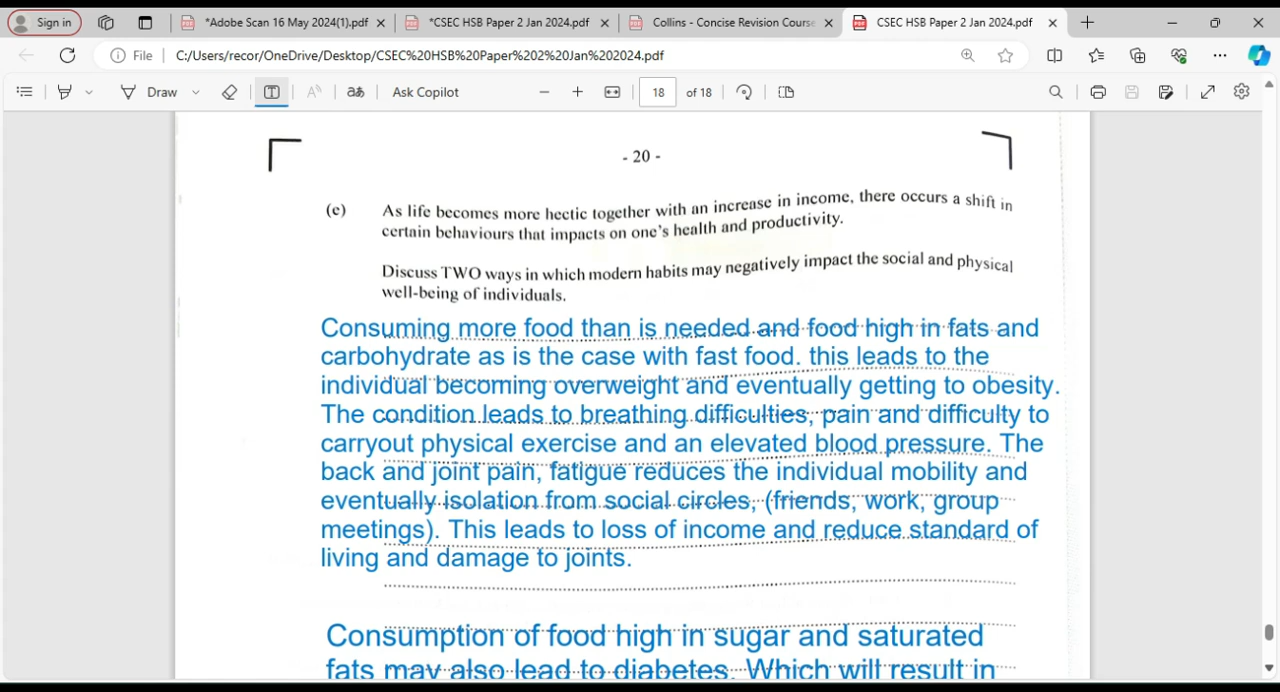 Sign in
*Adobe Scan 16 May 2024(1).pdf
*CSEC HSB Paper 2 Jan 2024.pdf
Collins - Concise Revision Course
CSEC HSB Paper 2 Jan 2024.pdf
File
C:/Users/recor/OneDrive/Desktop/CSEC%20HSB%20Paper%202%20Jan%202024.pdf
Draw
Ask Copilot
18 of 18
- 20 -
(c) As life becomes more hectic together with an increase in income, there occurs a shift in
certain behaviours that impacts on one's health and productivity.
Discuss TWO ways in which modern habits may negatively impact the social and physical
well-being of individuals.
Consuming more food than is needed and food high in fats and
carbohydrate as is the case with fast food. this leads to the
individual becoming overweight and eventually getting to obesity.
The condition leads to breathing difficulties, pain and difficulty to
carryout physical exercise and an elevated blood pressure. The
back and joint pain, fatigue reduces the individual mobility and
eventually isolation from social circles, (friends, work, group
meetings). This leads to loss of income and reduce standard of
living and damage to joints.
Consumption of food high in sugar and saturated
fats may also lead to diabetes. Which will result in